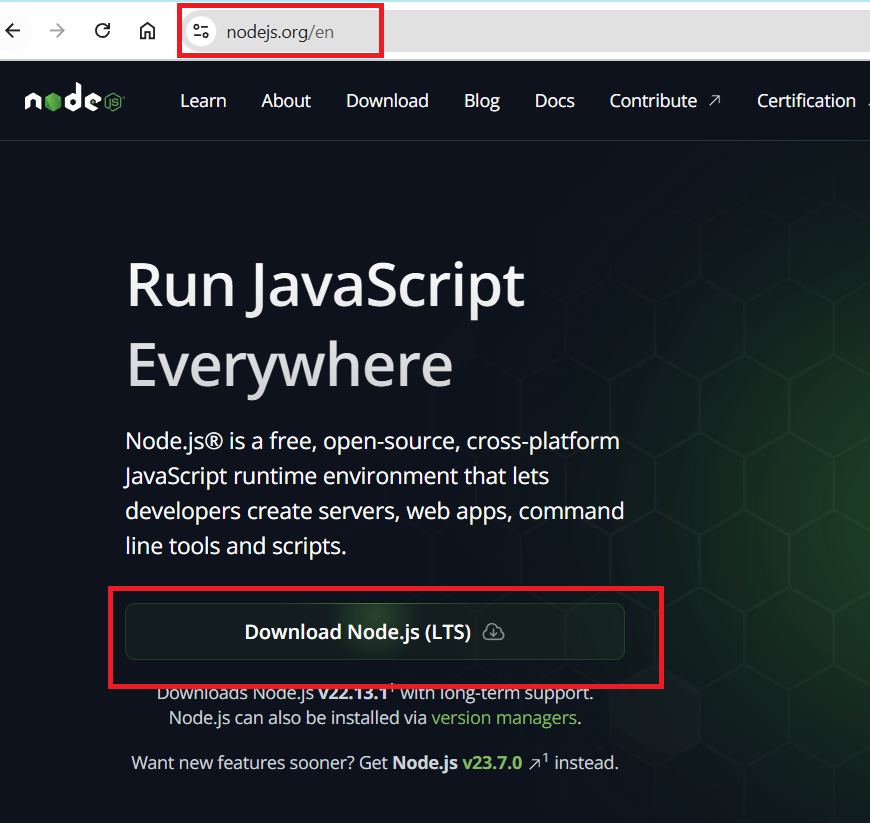 nodejs.org/en
node JS
Learn About Download Blog Docs Contribute ↗ Certification
Run JavaScript
Everywhere
Node.js® is a free, open-source, cross-platform
JavaScript runtime environment that lets
developers create servers, web apps, command
line tools and scripts.
Download Node.js (LTS)
Downloads Node.js v22.13.1¹ with long-term support.
Node.js can also be installed via version managers.
Want new features sooner? Get Node.js v23.7.0 ↗¹ instead.